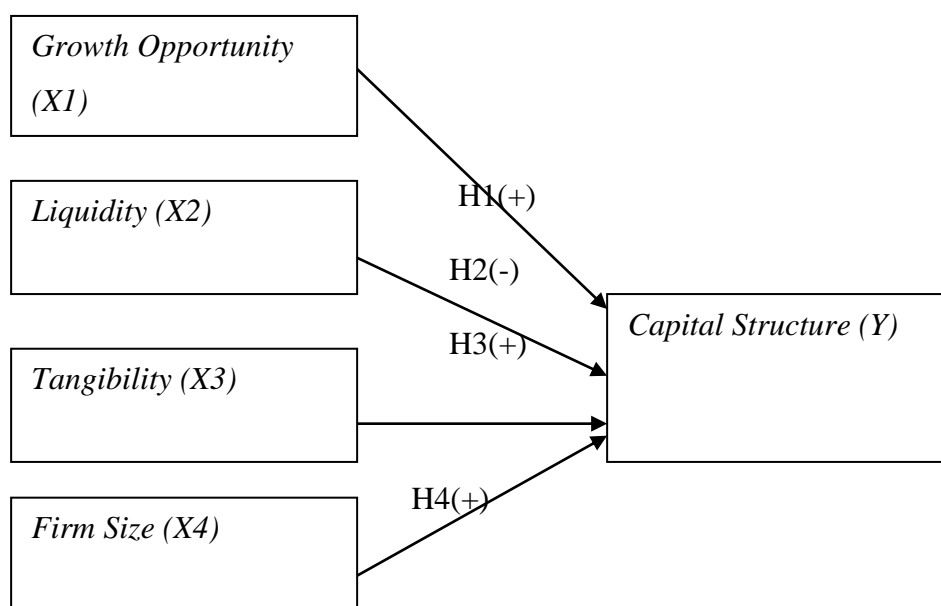 Growth Opportunity
(X1)
H1(+)
Liquidity (X2)
H2(-)
Capital Structure (Y)
H3(+)
Tangibility (X3)
H4(+)
Firm Size (X4)